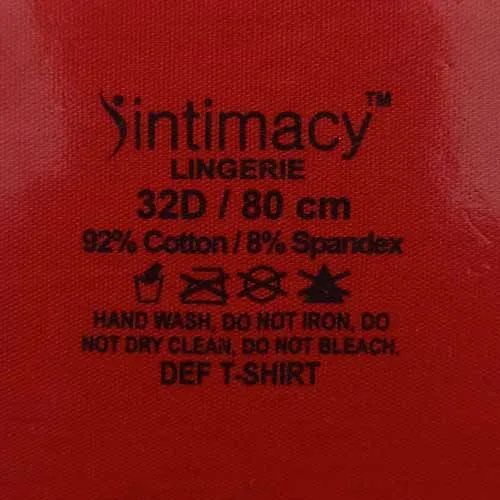 intimacy™
LINGERIE
32D / 80 cm
92% Cotton / 8% Spandex
HAND WASH, DO NOT IRON, DO
NOT DRY CLEAN, DO NOT BLEACH.
DEF T-SHIRT